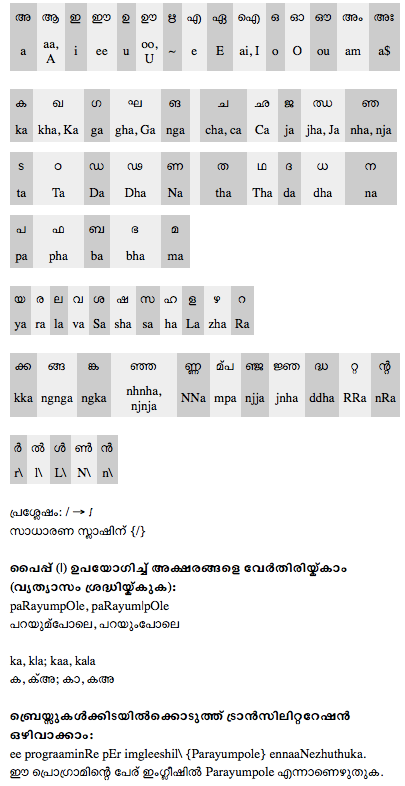 അ ആ ഇ ഈ ഉ ഊ ഋ എ ഏ ഐ ഒ ഓ ഔ അം അഃ
a aa, A i ee u oo, U ~ e E ai, I o O ou am a$
ക ഖ ഗ ഘ ങ ച ഛ ജ ഝ ഞ
ka kha, Ka ga gha, Ga nga cha, ca Ca ja jha, Ja nha, nja
ട ഠ ഡ ഢ ണ ത ഥ ദ ധ ന
ta Ta Da Dha Na tha Tha da dha na
പ ഫ ബ ഭ മ
pa pha ba bha ma
യ ര ല വ ശ ഷ സ ഹ ള ഴ റ
ya ra la va Sa sha sa ha La zha Ra
ക്ക ങ്ങ ങ്ക ഞ്ഞ ണ്ണ മ്പ ഞ്ച ജ്ഞ ദ്ധ റ്റ ന്റ
kka ngnga ngka nhnha, njnja NNa mpa njja jnha ddha RRa nRa
ർ ൽ ൾ ൺ ൻ
r\ l\ L\ N\ n\
പ്രശ്ലേഷം: / → ഽ
സാധാരണ സ്ലാഷിന് {/}
പൈപ്പ് (|) ഉപയോഗിച്ച് അക്ഷരങ്ങളെ വേർതിരിയ്ക്കാം
(വ്യത്യാസം ശ്രദ്ധിയ്ക്കുക):
paRayumpOle, paRayum|pOle
പറയുമ്പോലെ, പറയുംപോലെ
ka, k|a; kaa, ka|a
ക, ക്അ; കാ, കഅ
ബ്രെയ്സുകൾക്കിടയിൽക്കൊടുത്ത് ട്രാൻസിലിറ്ററേഷൻ
ഒഴിവാക്കാം:
ee prograaminRe pEr imgleeshil\ {Parayumpole} ennaaNezhuthuka.
ഈ പ്രൊഗ്രാമിന്റെ പേര് ഇംഗ്ലീഷിൽ Parayumpole എന്നാണെഴുതുക.